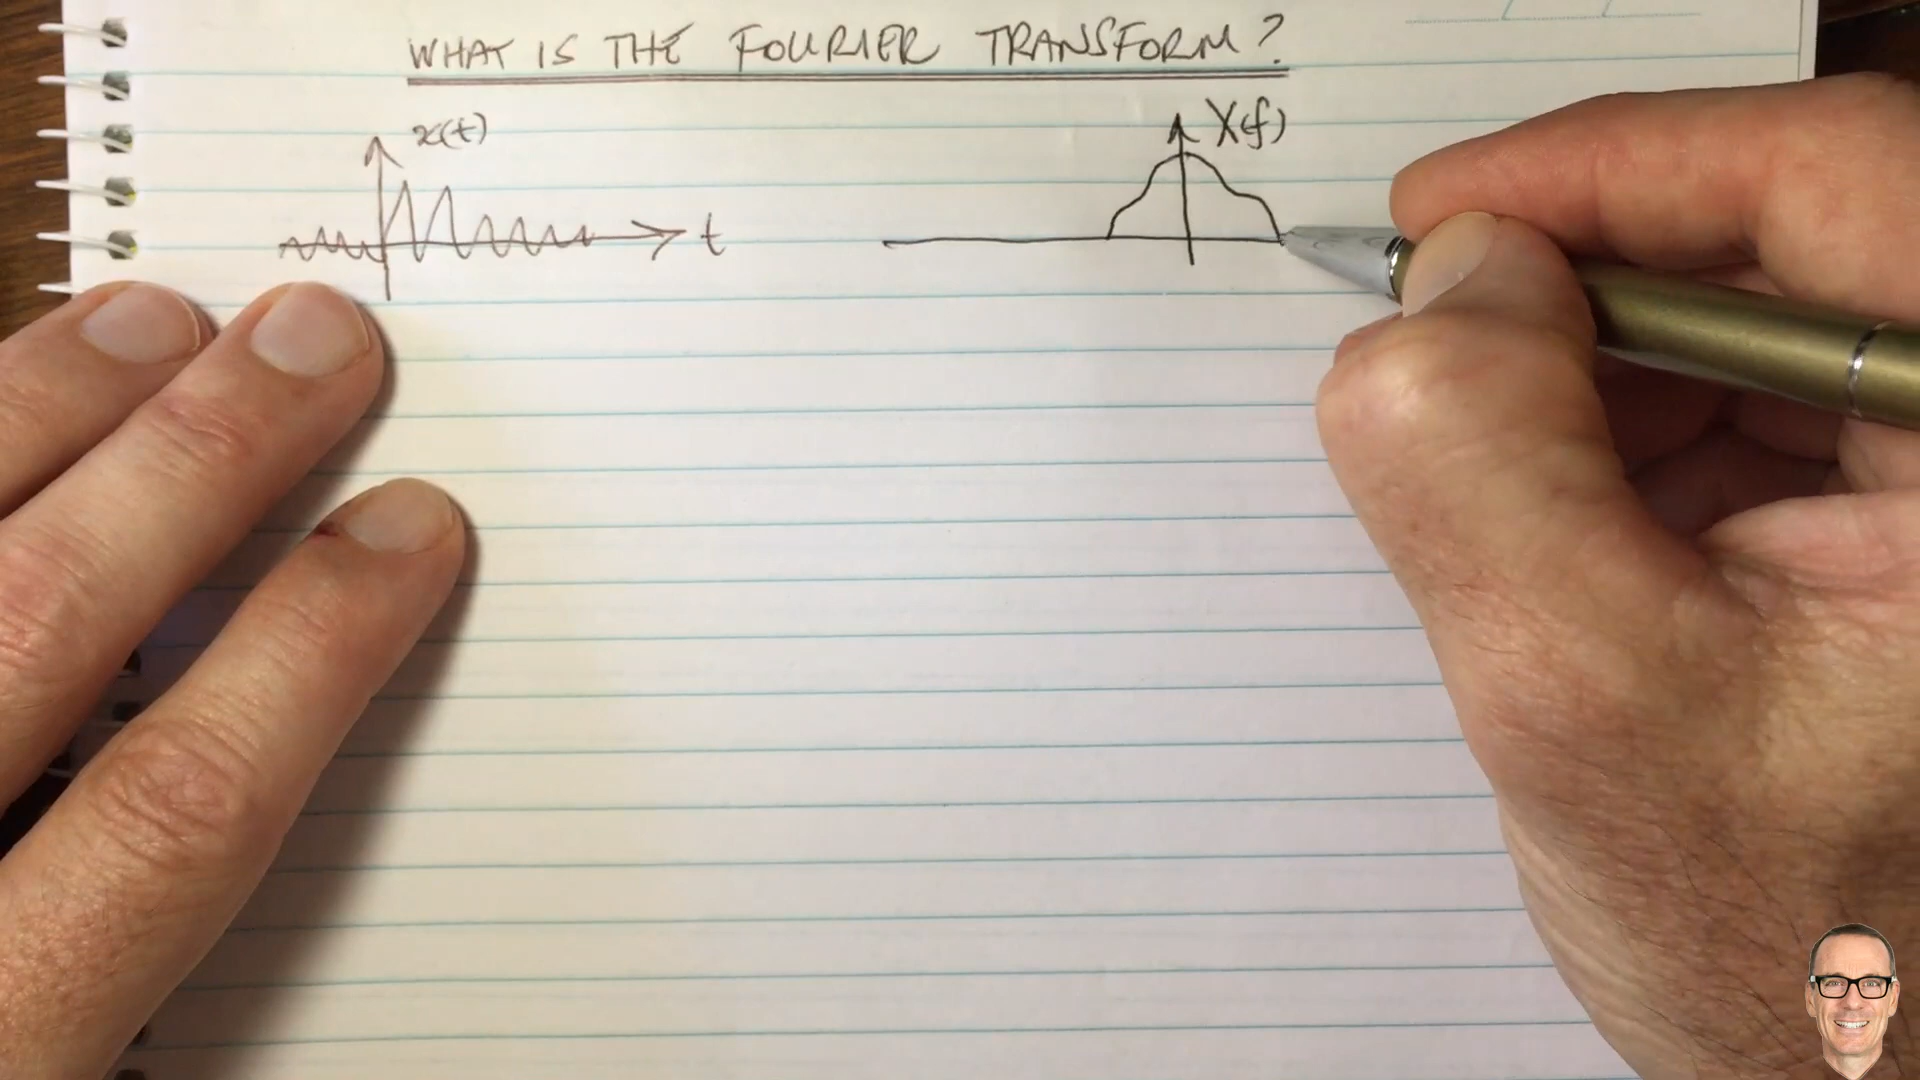 WHAT IS THE FOURIER TRANSFORM?
x(t)
X(f)
t